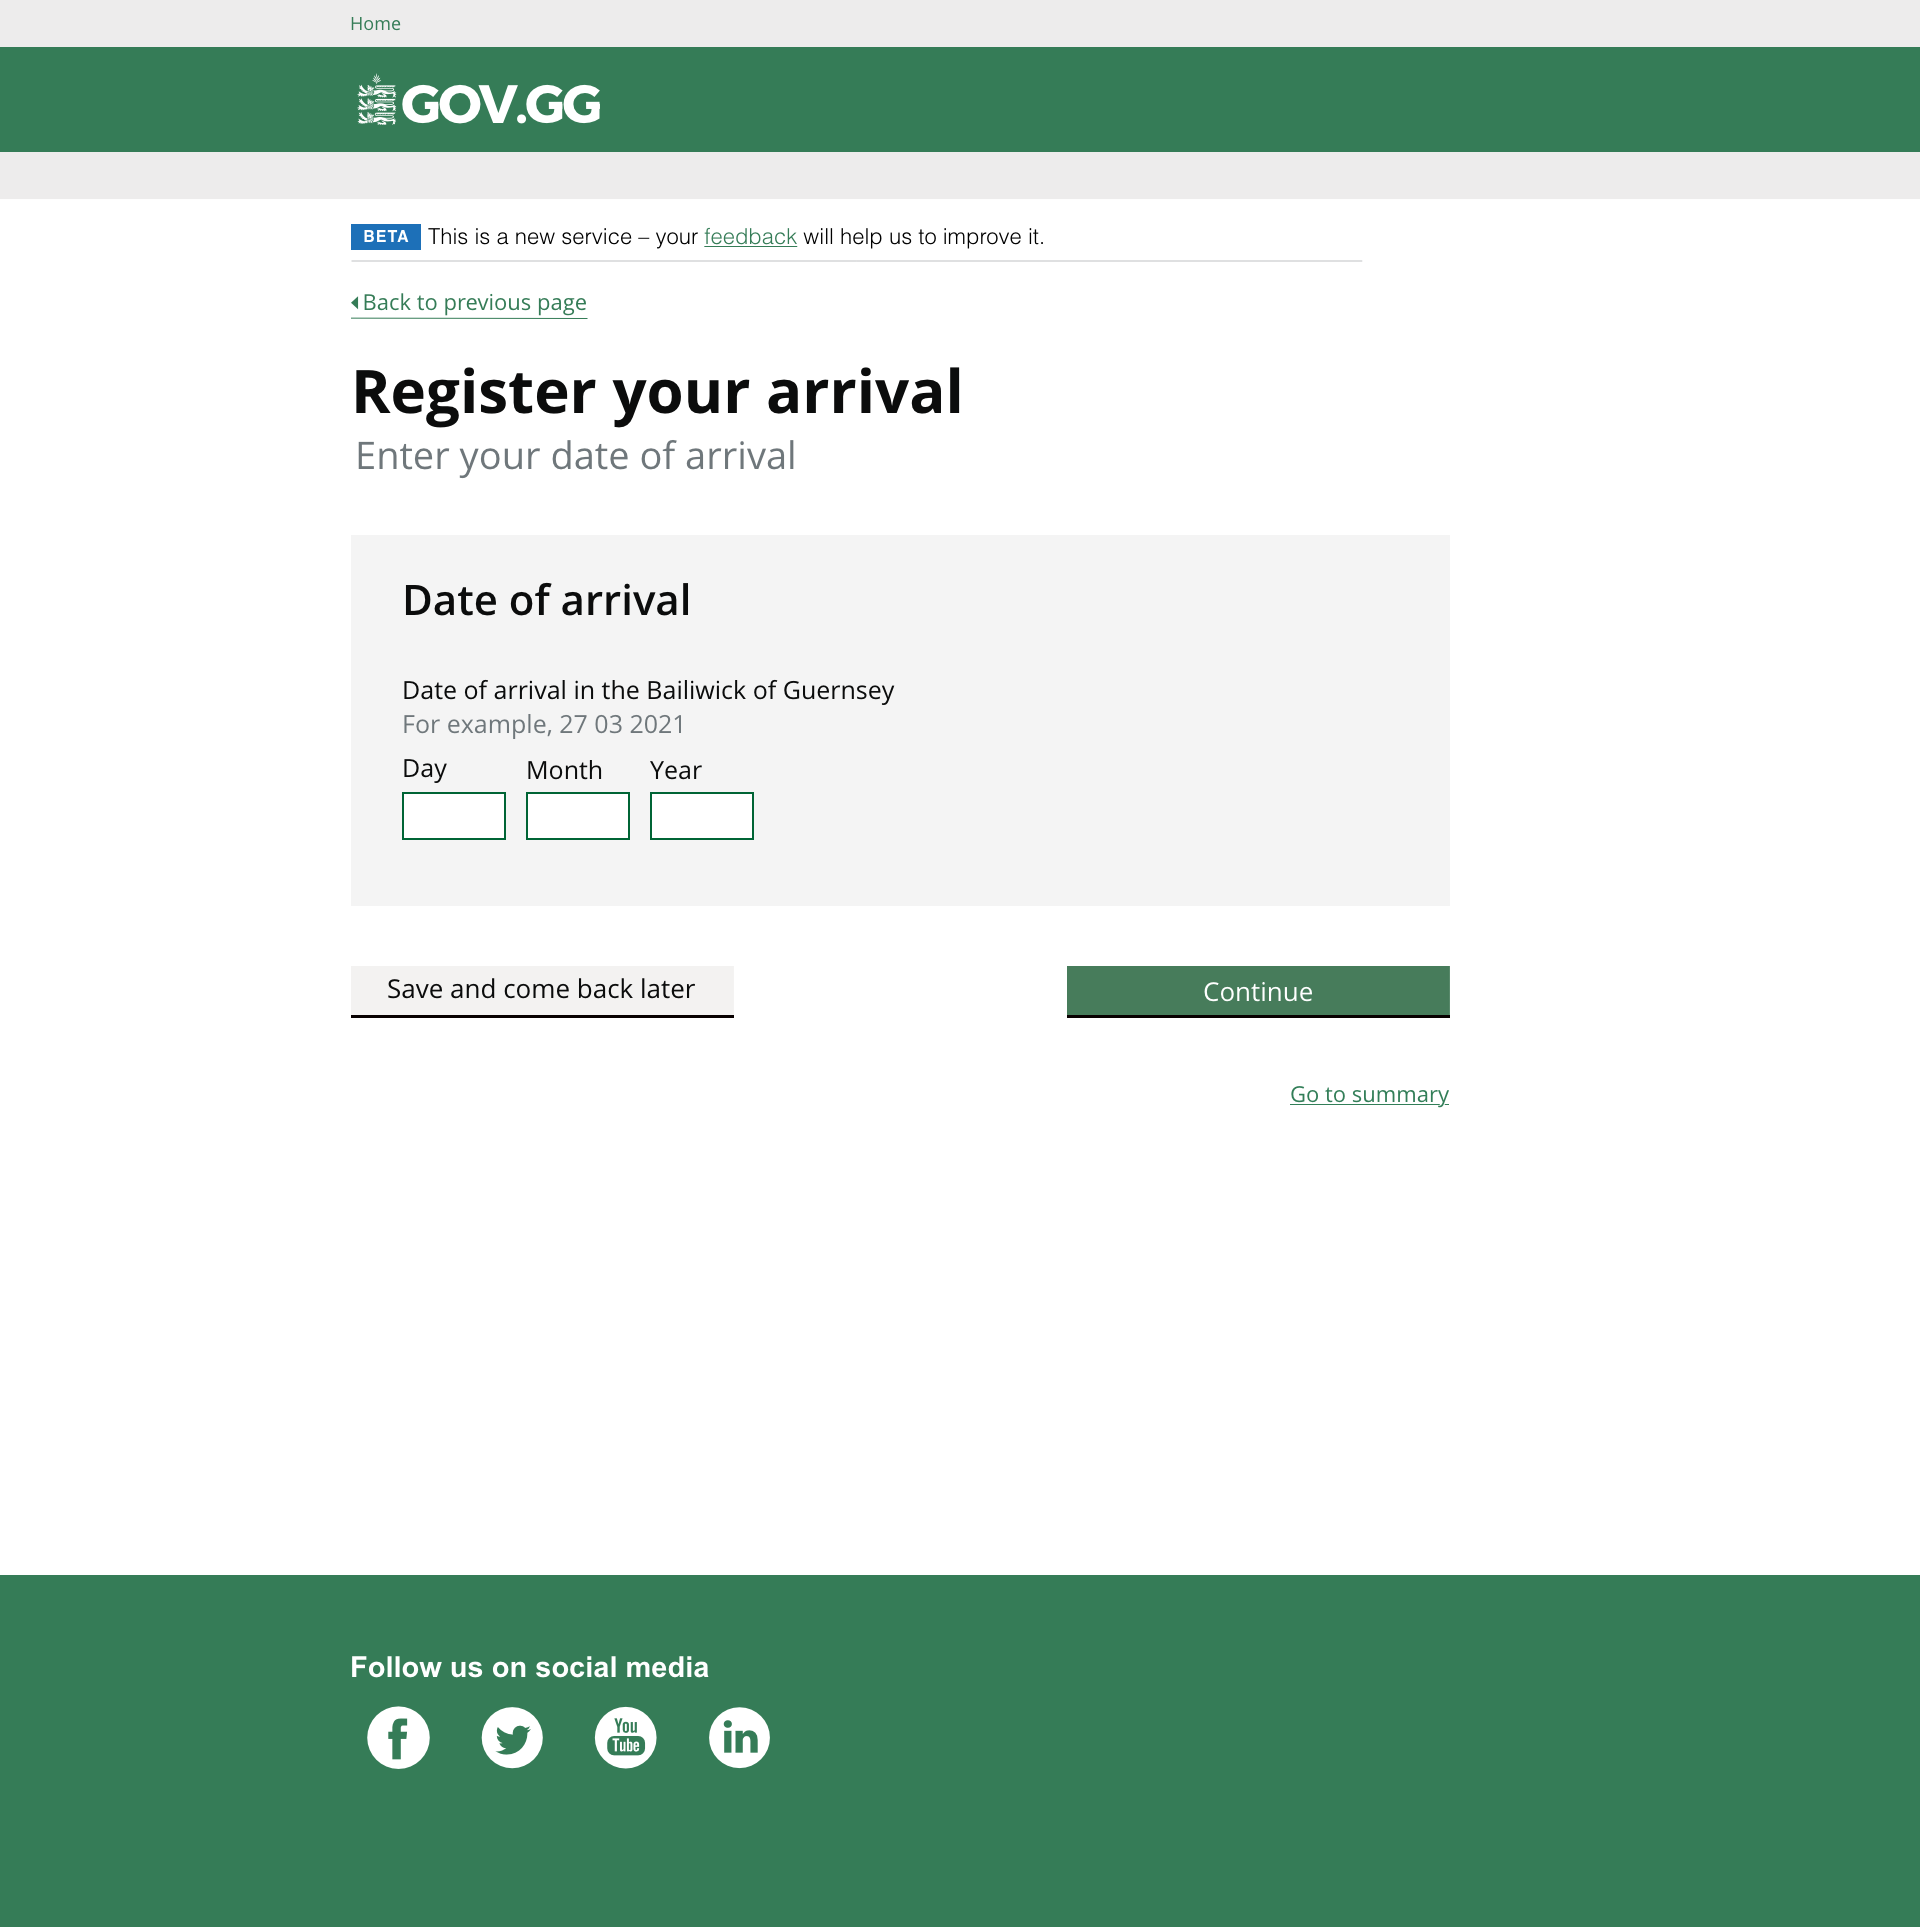 Home
GOV.GG
BETA This is a new service – your feedback will help us to improve it.
Back to previous page
Register your arrival
Enter your date of arrival
Date of arrival
Date of arrival in the Bailiwick of Guernsey
For example, 27 03 2021
Day Month Year
Save and come back later
Continue
Go to summary
Follow us on social media
f
You
Tube
in